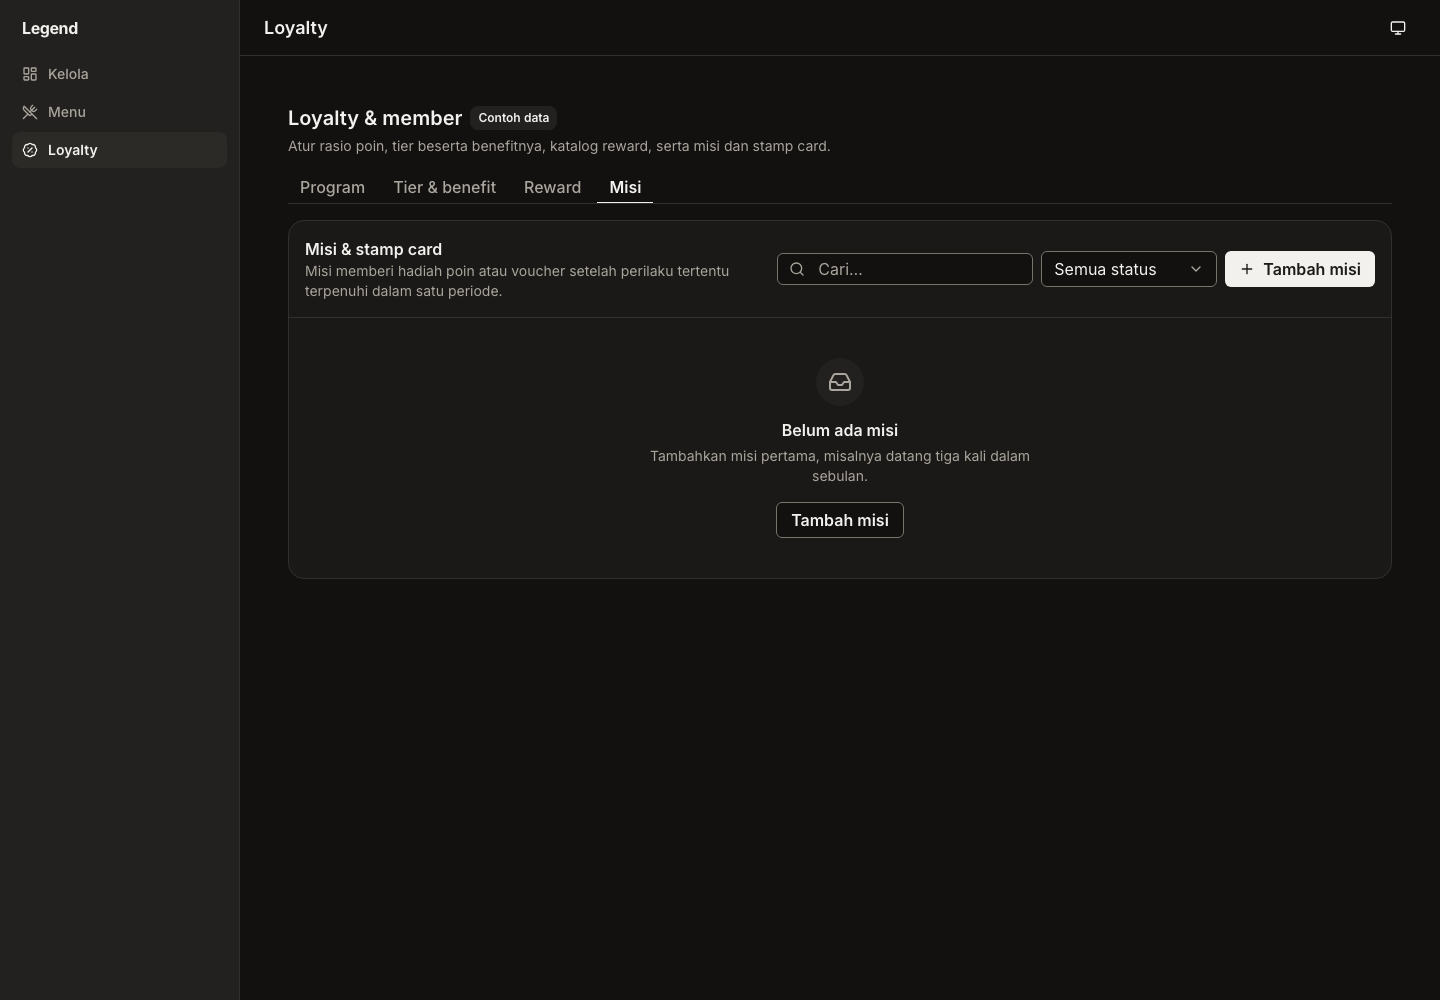 Legend
Loyalty
Kelola
Menu
Loyalty
Loyalty & member
Contoh data
Atur rasio poin, tier beserta benefitnya, katalog reward, serta misi dan stamp card.
Program
Tier & benefit
Reward
Misi
Misi & stamp card
Misi memberi hadiah poin atau voucher setelah perilaku tertentu
terpenuhi dalam satu periode.
Cari...
Semua status
Tambah misi
Belum ada misi
Tambahkan misi pertama, misalnya datang tiga kali dalam
sebulan.
Tambah misi